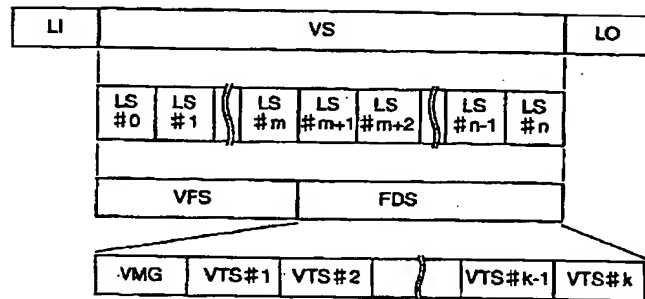 LI VS LO
LS #0 LS #1 LS #m LS #m+1 LS #m+2 LS #n-1 LS #n
VFS FDS
VMG VTS#1 VTS#2 VTS#k-1 VTS#k